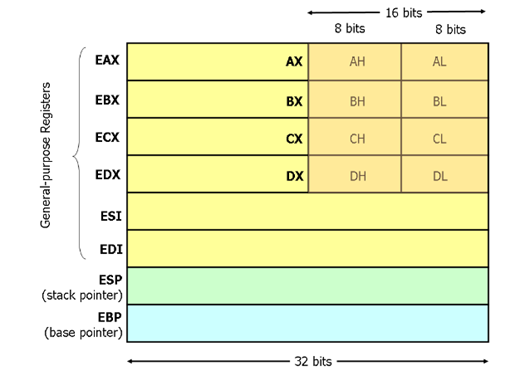 16 bits
8 bits 8 bits
EAX AX AH AL
EBX BX BH BL
ECX CX CH CL
EDX DX DH DL
ESI
EDI
ESP
(stack pointer)
EBP
(base pointer)
General-purpose Registers
32 bits